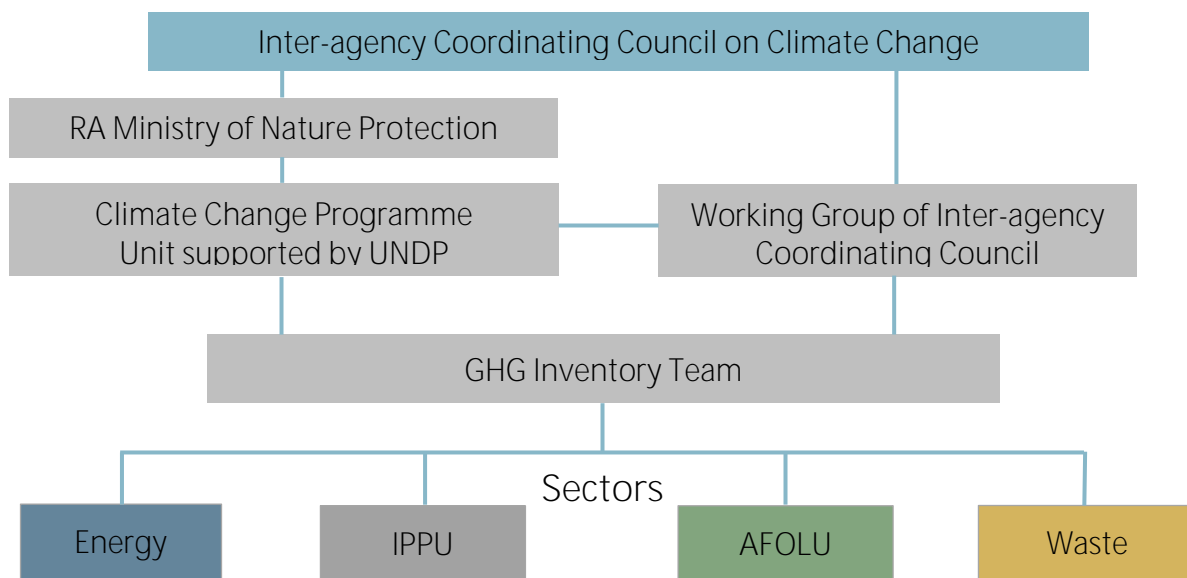 Inter-agency Coordinating Council on Climate Change
RA Ministry of Nature Protection
Climate Change Programme
Unit supported by UNDP
Working Group of Inter-agency
Coordinating Council
GHG Inventory Team
Sectors
Energy
IPPU
AFOLU
Waste